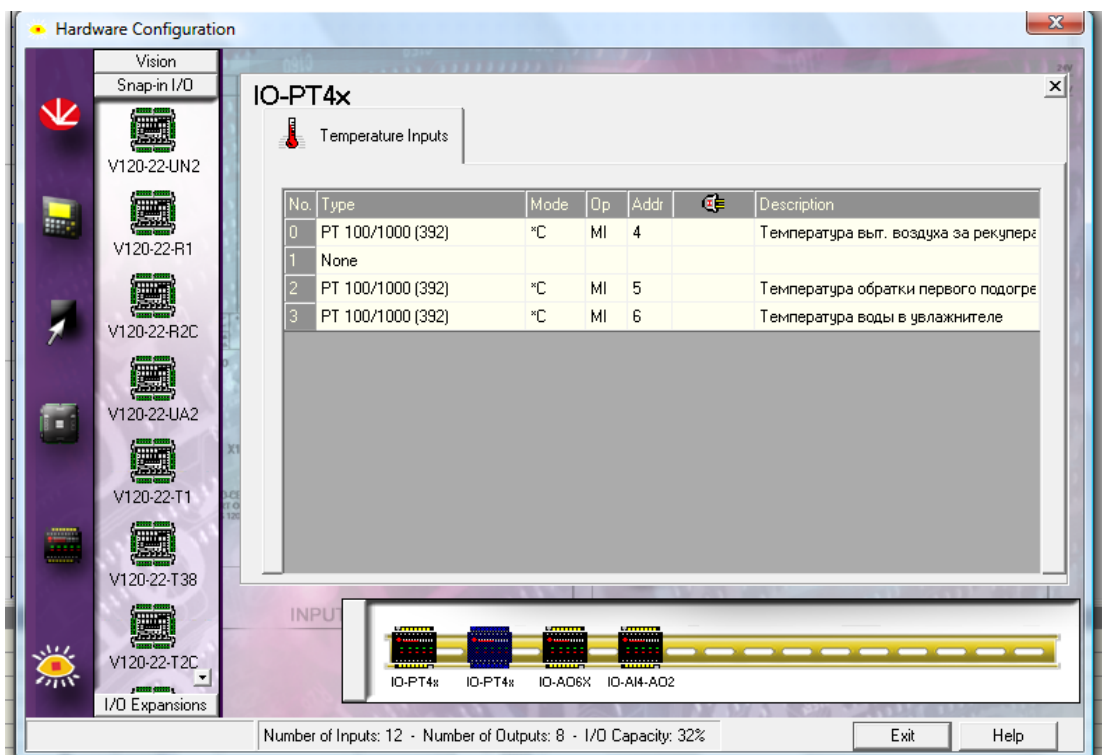 Hardware Configuration
Vision
Snap-in I/O
V120-22-UN2
V120-22-R1
V120-22-R2C
V120-22-UA2
V120-22-T1
V120-22-T38
V120-22-T2C
I/O Expansions
IO-PT4x
Temperature Inputs
No. Type Mode Op Addr Description
0 PT 100/1000 (392) °C MI 4 Температура выт. воздуха за рекупера
1 None
2 PT 100/1000 (392) °C MI 5 Температура обратки первого подогре
3 PT 100/1000 (392) °C MI 6 Температура воды в увлажнителе
INPU
IO-PT4x IO-PT4x IO-AO6X IO-AI4-AO2
Number of Inputs: 12 - Number of Outputs: 8 - I/O Capacity: 32%
Exit Help